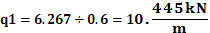 q1 = 6.267 ÷ 0.6 = 10. 445kN/m